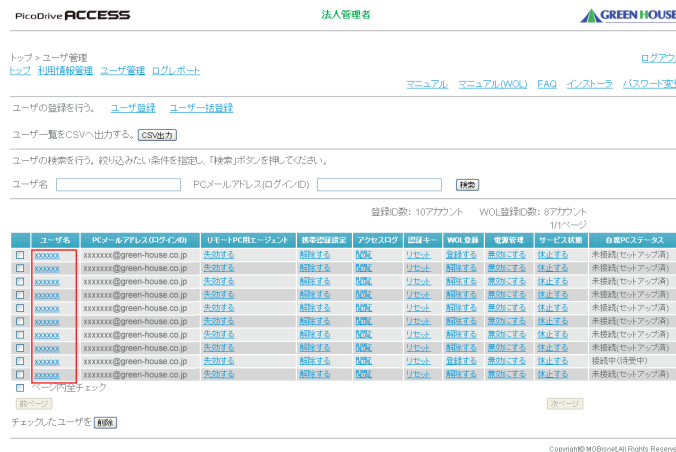 PicoDrive ACCESS 法人管理者 GREEN HOUSE
トップ > ユーザ管理 ログアウ
トップ 利用情報管理 ユーザ管理 ログレポート
マニュアル マニュアル(WOL) FAQ インストーラ パスワード変
ユーザの登録を行う。 ユーザ登録 ユーザ一括登録
ユーザ一覧をCSVへ出力する。 CSV出力
ユーザの検索を行う。絞り込みたい条件を指定し、「検索」ボタンを押してください。
ユーザ名 PCメールアドレス(ログインID) 検索
登録ID数: 10アカウント WOL登録ID数: 8アカウント
1/1ページ
ユーザ名 PCメールアドレス(ログインID) リモートPC用エージェント 携帯認証設定 アクセスログ 認証キー WOL登録 電源管理 サービス状態 自席PCステータス
xxxxxx xxxxxxx@green-house.co.jp 失効する 解除する 閲覧 リセット 登録する 無効にする 休止する 未接続(セットアップ済)
xxxxxx xxxxxxx@green-house.co.jp 失効する 解除する 閲覧 リセット 解除する 無効にする 休止する 未接続(セットアップ済)
xxxxxx xxxxxxx@green-house.co.jp 失効する 解除する 閲覧 リセット 解除する 無効にする 休止する 未接続(セットアップ済)
xxxxxx xxxxxxx@green-house.co.jp 失効する 解除する 閲覧 リセット 解除する 無効にする 休止する 未接続(セットアップ済)
xxxxxx xxxxxxx@green-house.co.jp 失効する 解除する 閲覧 リセット 解除する 無効にする 休止する 未接続(セットアップ済)
xxxxxx xxxxxxx@green-house.co.jp 失効する 解除する 閲覧 リセット 解除する 無効にする 休止する 未接続(セットアップ済)
xxxxxx xxxxxxx@green-house.co.jp 失効する 解除する 閲覧 リセット 解除する 無効にする 休止する 未接続(セットアップ済)
xxxxxx xxxxxxx@green-house.co.jp 失効する 解除する 閲覧 リセット 解除する 無効にする 休止する 未接続(セットアップ済)
xxxxxx xxxxxxx@green-house.co.jp 失効する 解除する 閲覧 リセット 登録する 無効にする 休止する 接続中(待受中)
xxxxxx xxxxxxx@green-house.co.jp 失効する 解除する 閲覧 リセット 解除する 無効にする 休止する 未接続(セットアップ済)
ページ内全チェック
前ページ 次ページ
チェックしたユーザを 削除
Copyright© MOBisnet,All Rights Reserve